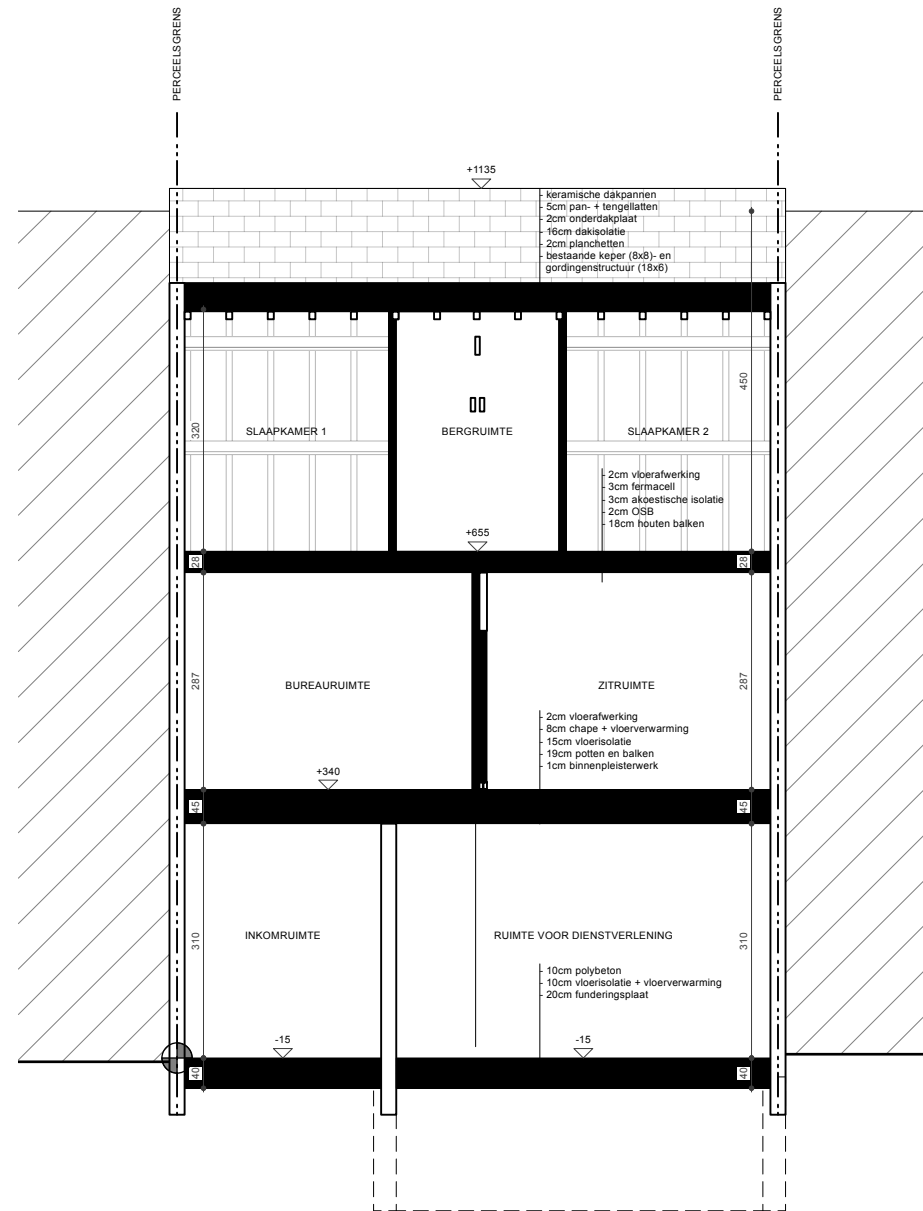 PERCEELSGRENS
PERCEELSGRENS
+1135
- keramische dakpannen
- 5cm pan- + tengellatten
- 2cm onderdakplaat
- 16cm dakisolatie
- 2cm planchetten
- bestaande keper (8x8)- en
gordingenstructuur (18x6)
450
320
SLAAPKAMER 1
BERGRUIMTE
SLAAPKAMER 2
- 2cm vloerafwerking
- 3cm fermacell
- 3cm akoestische isolatie
- 2cm OSB
- 18cm houten balken
+655
28
28
287
BUREAURUIMTE
ZITRUIMTE
287
- 2cm vloerafwerking
- 8cm chape + vloerverwarming
- 15cm vloerisolatie
- 19cm potten en balken
- 1cm binnenpleisterwerk
+340
45
45
310
INKOMRUIMTE
RUIMTE VOOR DIENSTVERLENING
310
- 10cm polybeton
- 10cm vloerisolatie + vloerverwarming
- 20cm funderingsplaat
-15
-15
40
40